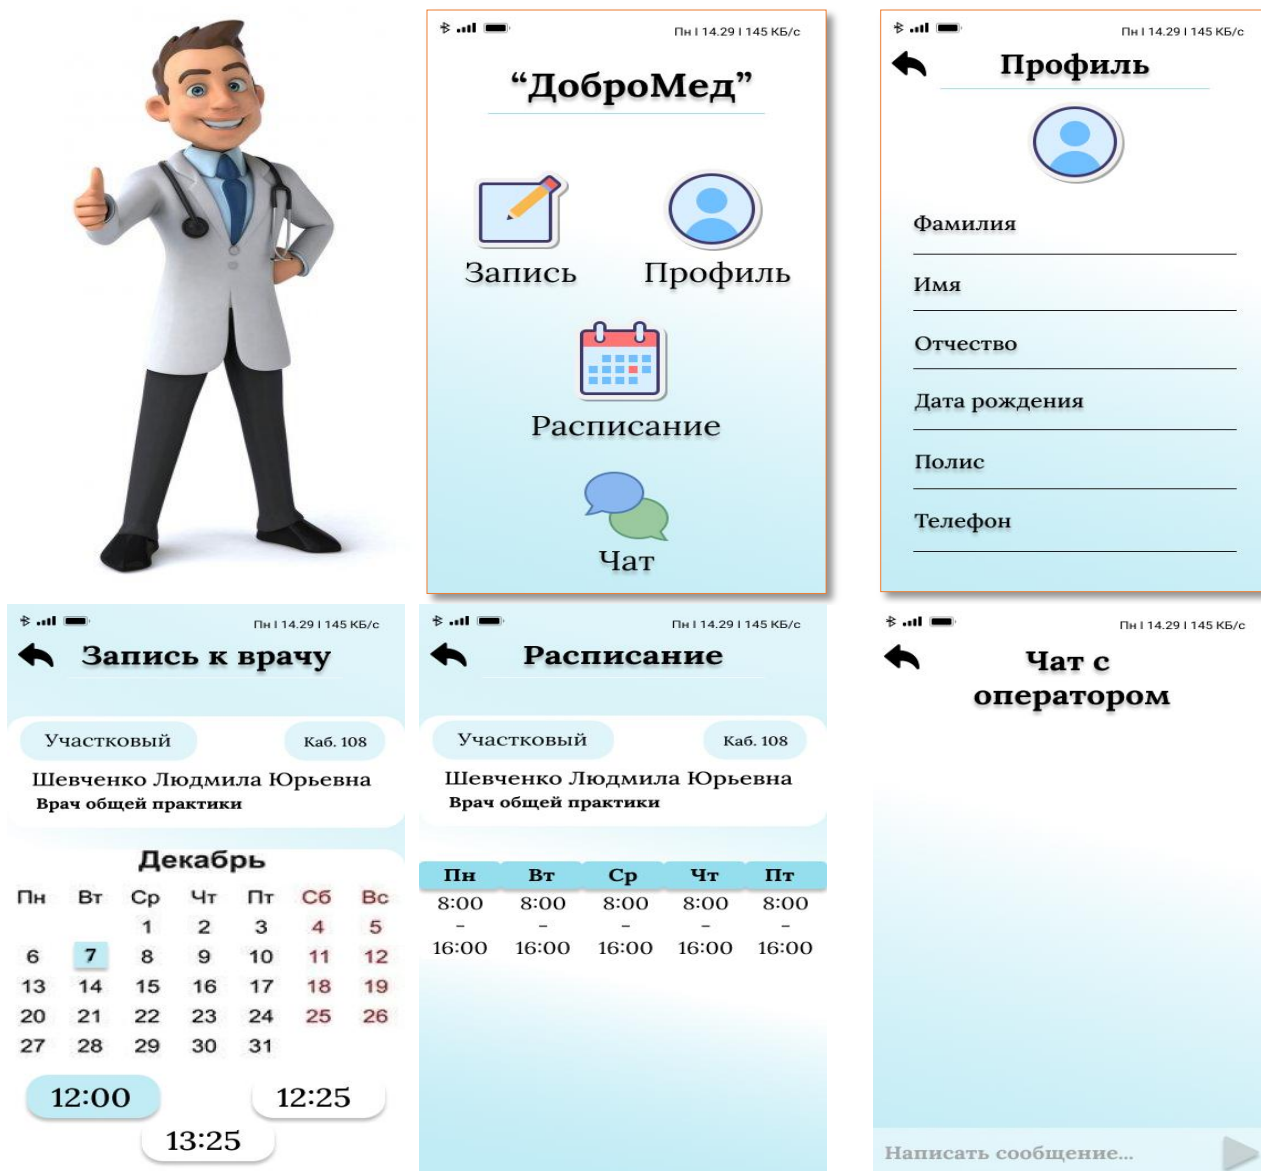 Пн I 14.29 I 145 КБ/с
“ДоброМед”
Запись
Профиль
Расписание
Чат
Пн I 14.29 I 145 КБ/с
Профиль
Фамилия
Имя
Отчество
Дата рождения
Полис
Телефон
Пн I 14.29 I 145 КБ/с
Запись к врачу
Участковый Каб. 108
Шевченко Людмила Юрьевна
Врач общей практики
Декабрь
Пн Вт Ср Чт Пт Сб Вс
1 2 3 4 5
6 7 8 9 10 11 12
13 14 15 16 17 18 19
20 21 22 23 24 25 26
27 28 29 30 31
12:00 12:25
13:25
Пн I 14.29 I 145 КБ/с
Расписание
Участковый Каб. 108
Шевченко Людмила Юрьевна
Врач общей практики
Пн Вт Ср Чт Пт
8:00 8:00 8:00 8:00 8:00
- - - - -
16:00 16:00 16:00 16:00 16:00
Пн I 14.29 I 145 КБ/с
Чат с
оператором
Написать сообщение...